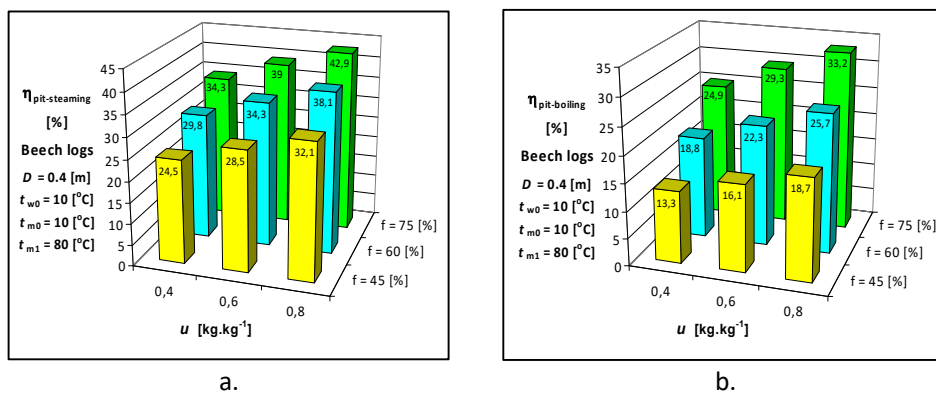 45
40
35
30
25
20
15
10
5
0
η pit-steaming
[%]
Beech logs
D = 0.4 [m]
t w0 = 10 [°C]
t m0 = 10 [°C]
t m1 = 80 [°C]
34,3
39
42,9
29,8
34,3
38,1
24,5
28,5
32,1
f = 75 [%]
f = 60 [%]
f = 45 [%]
0,4
0,6
0,8
u [kg.kg⁻¹]
a.
35
30
25
20
15
10
5
0
η pit-boiling
[%]
Beech logs
D = 0.4 [m]
t w0 = 10 [°C]
t m0 = 10 [°C]
t m1 = 80 [°C]
24,9
29,3
33,2
18,8
22,3
25,7
13,3
16,1
18,7
f = 75 [%]
f = 60 [%]
f = 45 [%]
0,4
0,6
0,8
u [kg.kg⁻¹]
b.